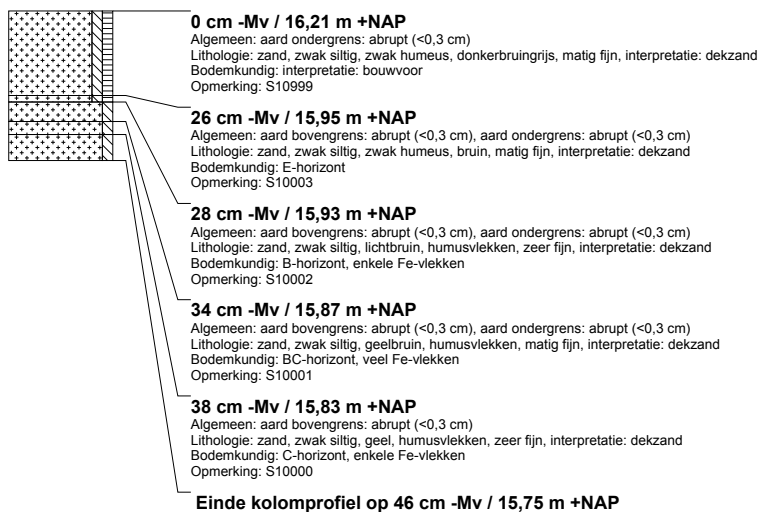 0 cm -Mv / 16,21 m +NAP
Algemeen: aard ondergrens: abrupt (<0,3 cm)
Lithologie: zand, zwak siltig, zwak humeus, donkerbruingrijs, matig fijn, interpretatie: dekzand
Bodemkundig: interpretatie: bouwvoor
Opmerking: S10999
26 cm -Mv / 15,95 m +NAP
Algemeen: aard bovengrens: abrupt (<0,3 cm), aard ondergrens: abrupt (<0,3 cm)
Lithologie: zand, zwak siltig, zwak humeus, bruin, matig fijn, interpretatie: dekzand
Bodemkundig: E-horizont
Opmerking: S10003
28 cm -Mv / 15,93 m +NAP
Algemeen: aard bovengrens: abrupt (<0,3 cm), aard ondergrens: abrupt (<0,3 cm)
Lithologie: zand, zwak siltig, lichtbruin, humusvlekken, zeer fijn, interpretatie: dekzand
Bodemkundig: B-horizont, enkele Fe-vlekken
Opmerking: S10002
34 cm -Mv / 15,87 m +NAP
Algemeen: aard bovengrens: abrupt (<0,3 cm), aard ondergrens: abrupt (<0,3 cm)
Lithologie: zand, zwak siltig, geelbruin, humusvlekken, matig fijn, interpretatie: dekzand
Bodemkundig: BC-horizont, veel Fe-vlekken
Opmerking: S10001
38 cm -Mv / 15,83 m +NAP
Algemeen: aard bovengrens: abrupt (<0,3 cm)
Lithologie: zand, zwak siltig, geel, humusvlekken, zeer fijn, interpretatie: dekzand
Bodemkundig: C-horizont, enkele Fe-vlekken
Opmerking: S10000
Einde kolomprofiel op 46 cm -Mv / 15,75 m +NAP